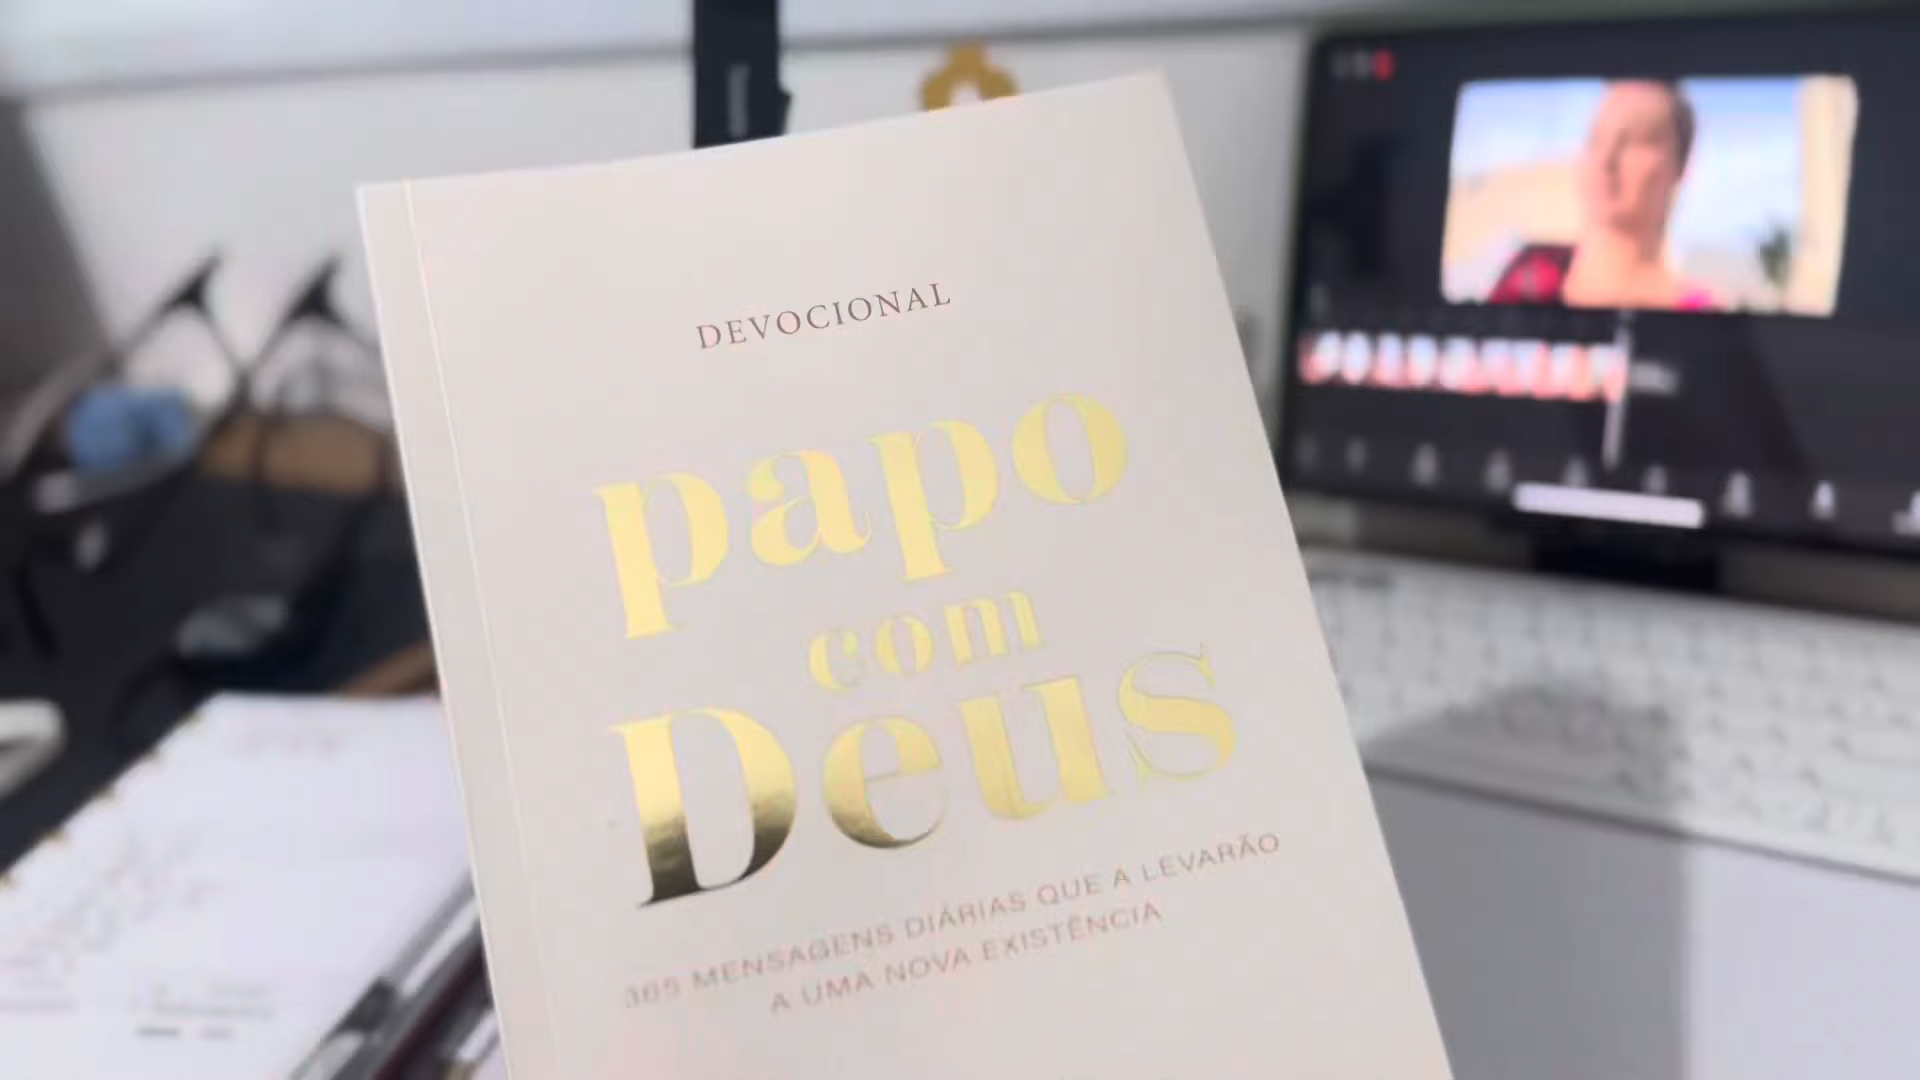 DEVOCIONAL
papo
com
Deus
365 MENSAGENS DIÁRIAS QUE A LEVARÃO
A UMA NOVA EXISTÊNCIA